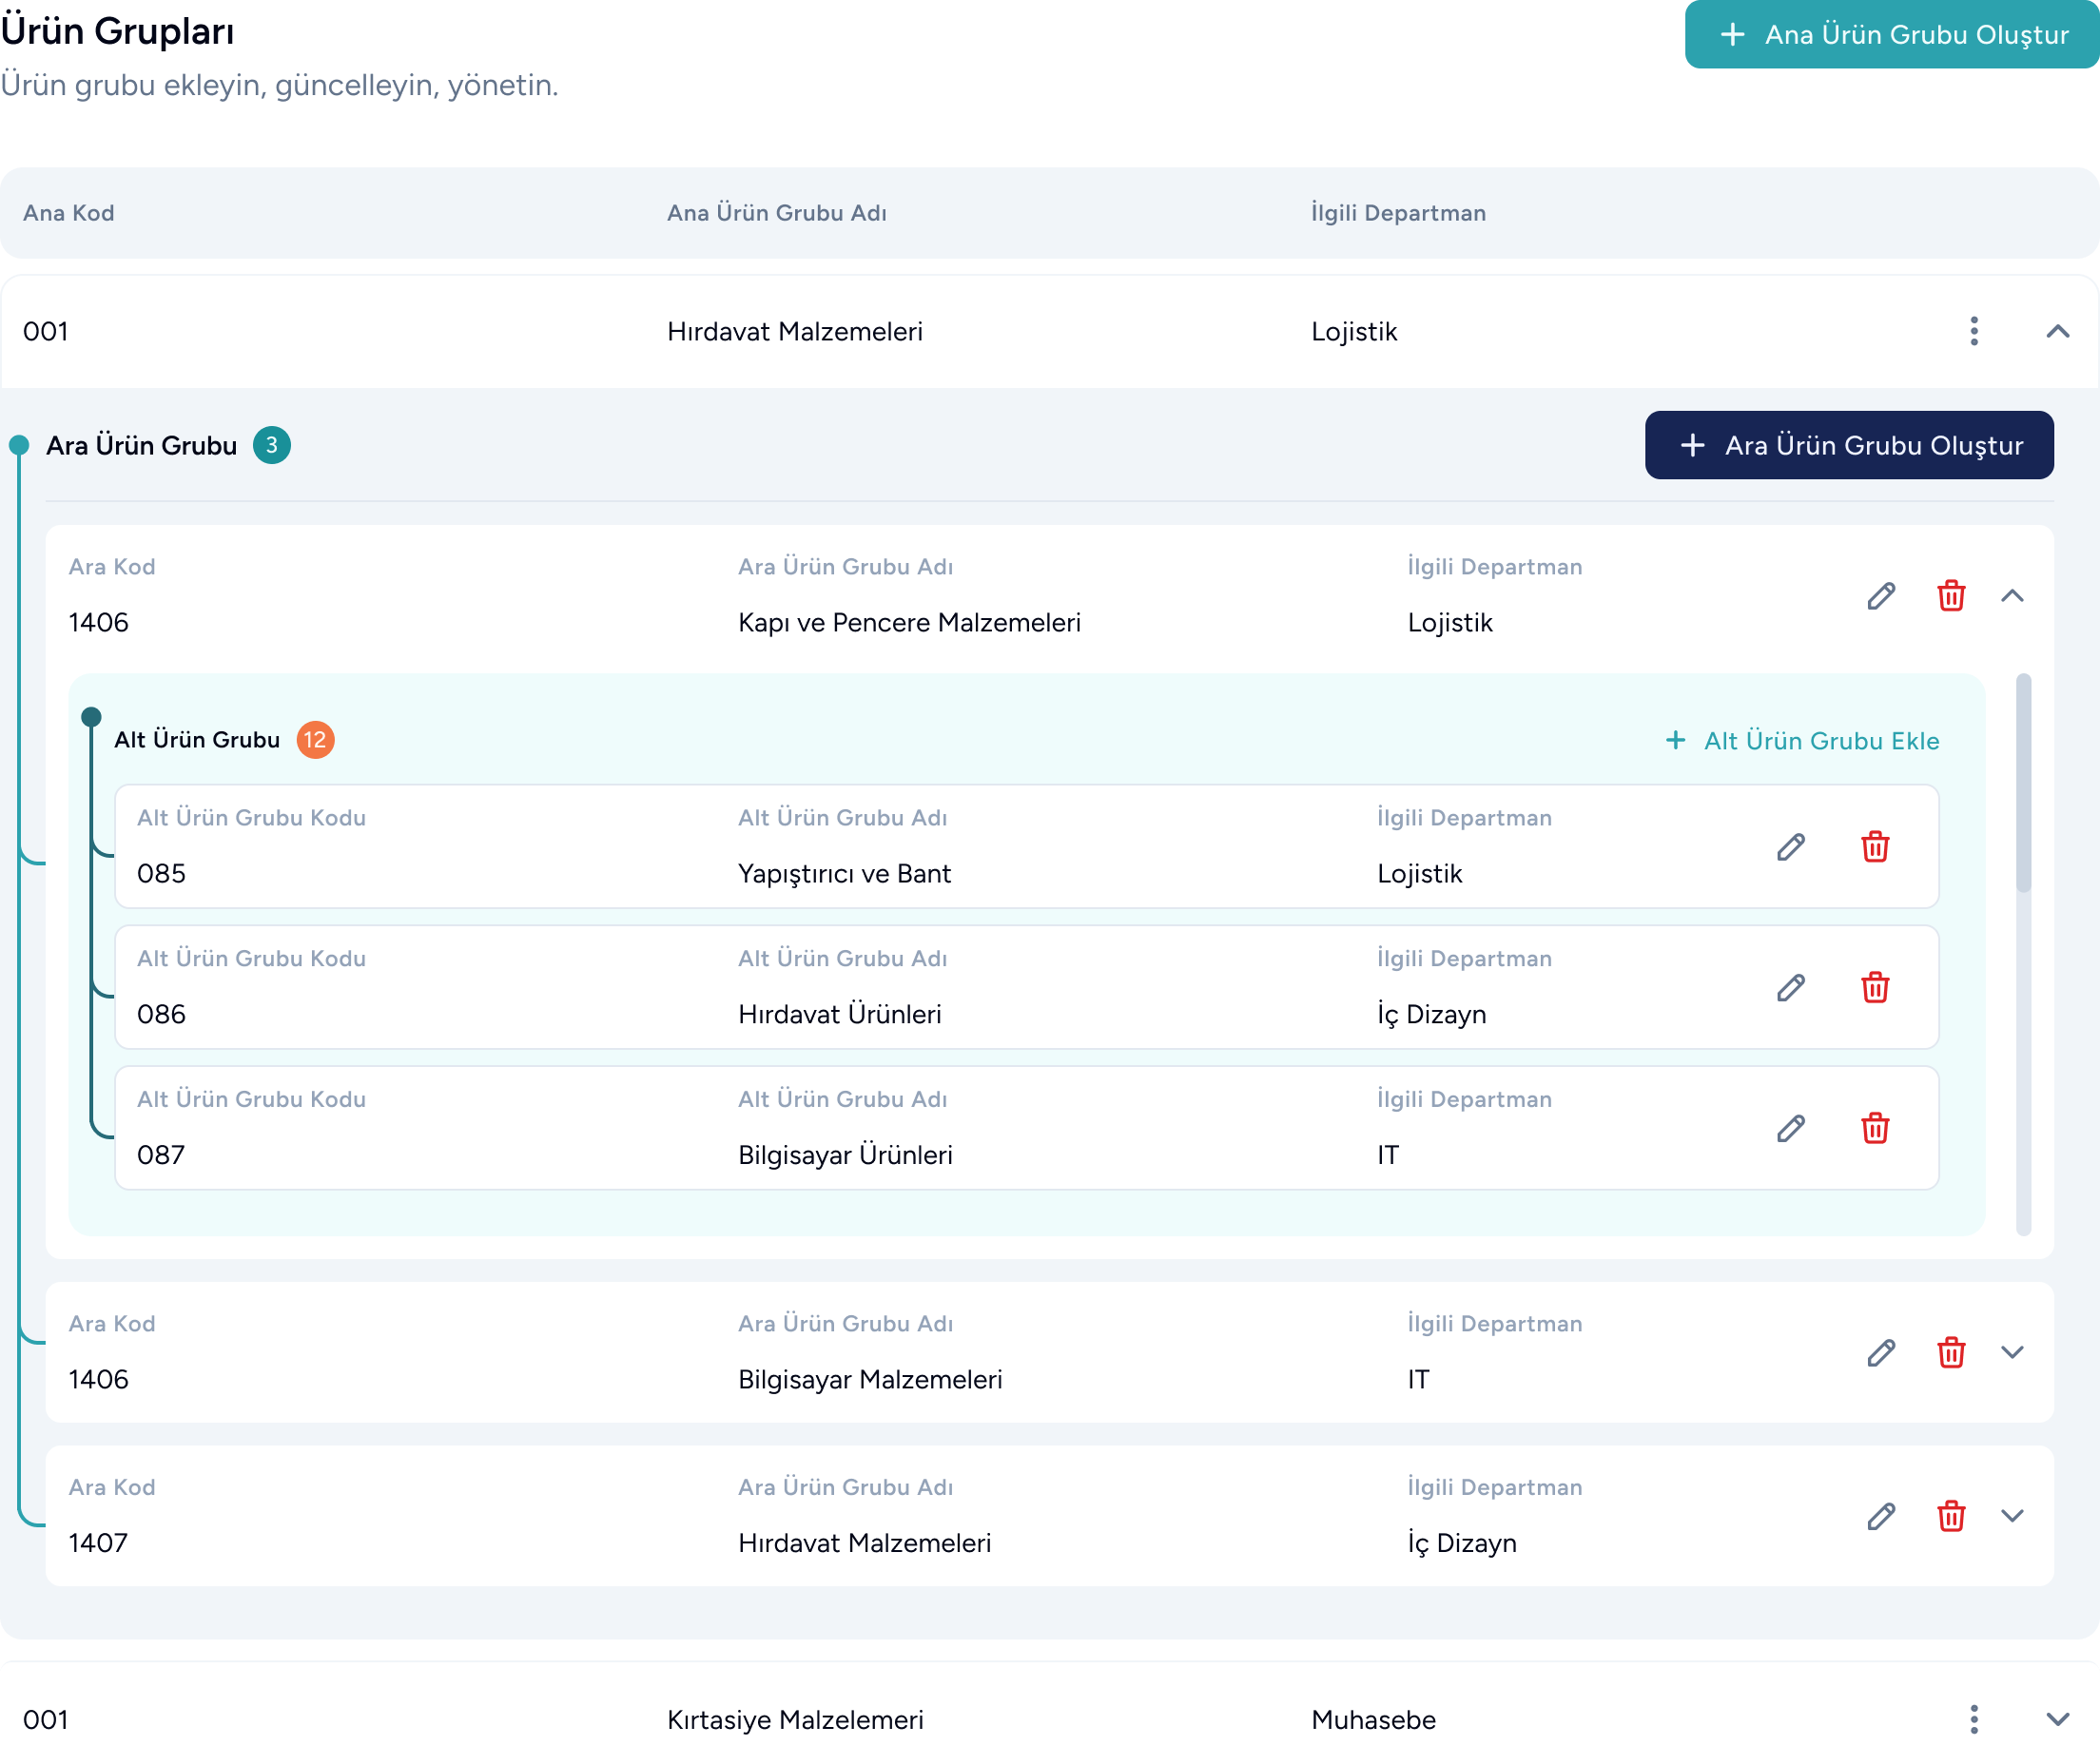 Ürün Grupları
Ana Ürün Grubu Oluştur
Ürün grubu ekleyin, güncelleyin, yönetin.
Ana Kod Ana Ürün Grubu Adı İlgili Departman
001 Hırdavat Malzemeleri Lojistik
Ara Ürün Grubu 3 Ara Ürün Grubu Oluştur
Ara Kod Ara Ürün Grubu Adı İlgili Departman
1406 Kapı ve Pencere Malzemeleri Lojistik
Alt Ürün Grubu 12 + Alt Ürün Grubu Ekle
Alt Ürün Grubu Kodu Alt Ürün Grubu Adı İlgili Departman
085 Yapıştırıcı ve Bant Lojistik
Alt Ürün Grubu Kodu Alt Ürün Grubu Adı İlgili Departman
086 Hırdavat Ürünleri İç Dizayn
Alt Ürün Grubu Kodu Alt Ürün Grubu Adı İlgili Departman
087 Bilgisayar Ürünleri IT
Ara Kod Ara Ürün Grubu Adı İlgili Departman
1406 Bilgisayar Malzemeleri IT
Ara Kod Ara Ürün Grubu Adı İlgili Departman
1407 Hırdavat Malzemeleri İç Dizayn
001 Kırtasiye Malzelemeri Muhasebe